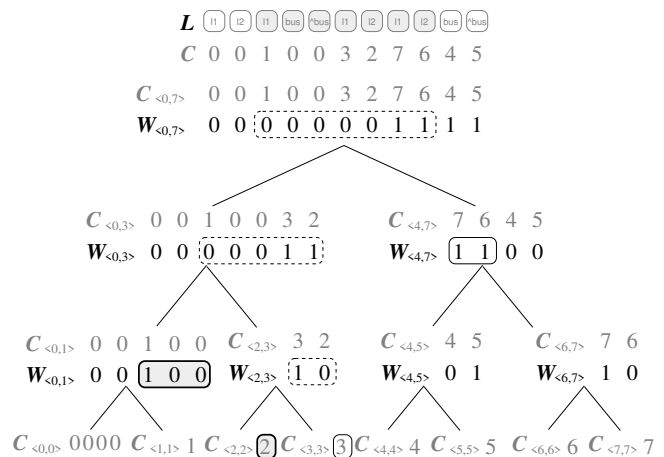 L l1 l2 l1 bus ^bus l1 l2 l1 l2 bus ^bus
C 0 0 1 0 0 3 2 7 6 4 5
C <0,7> 0 0 1 0 0 3 2 7 6 4 5
W <0,7> 0 0 0 0 0 0 0 1 1 1 1
C <0,3> 0 0 1 0 0 3 2 C <4,7> 7 6 4 5
W <0,3> 0 0 0 0 0 1 1 W <4,7> 1 1 0 0
C <0,1> 0 0 1 0 0 C <2,3> 3 2 C <4,5> 4 5 C <6,7> 7 6
W <0,1> 0 0 1 0 0 W <2,3> 1 0 W <4,5> 0 1 W <6,7> 1 0
C <0,0> 0000 C <1,1> 1 C <2,2> 2 C <3,3> 3 C <4,4> 4 C <5,5> 5 C <6,6> 6 C <7,7> 7